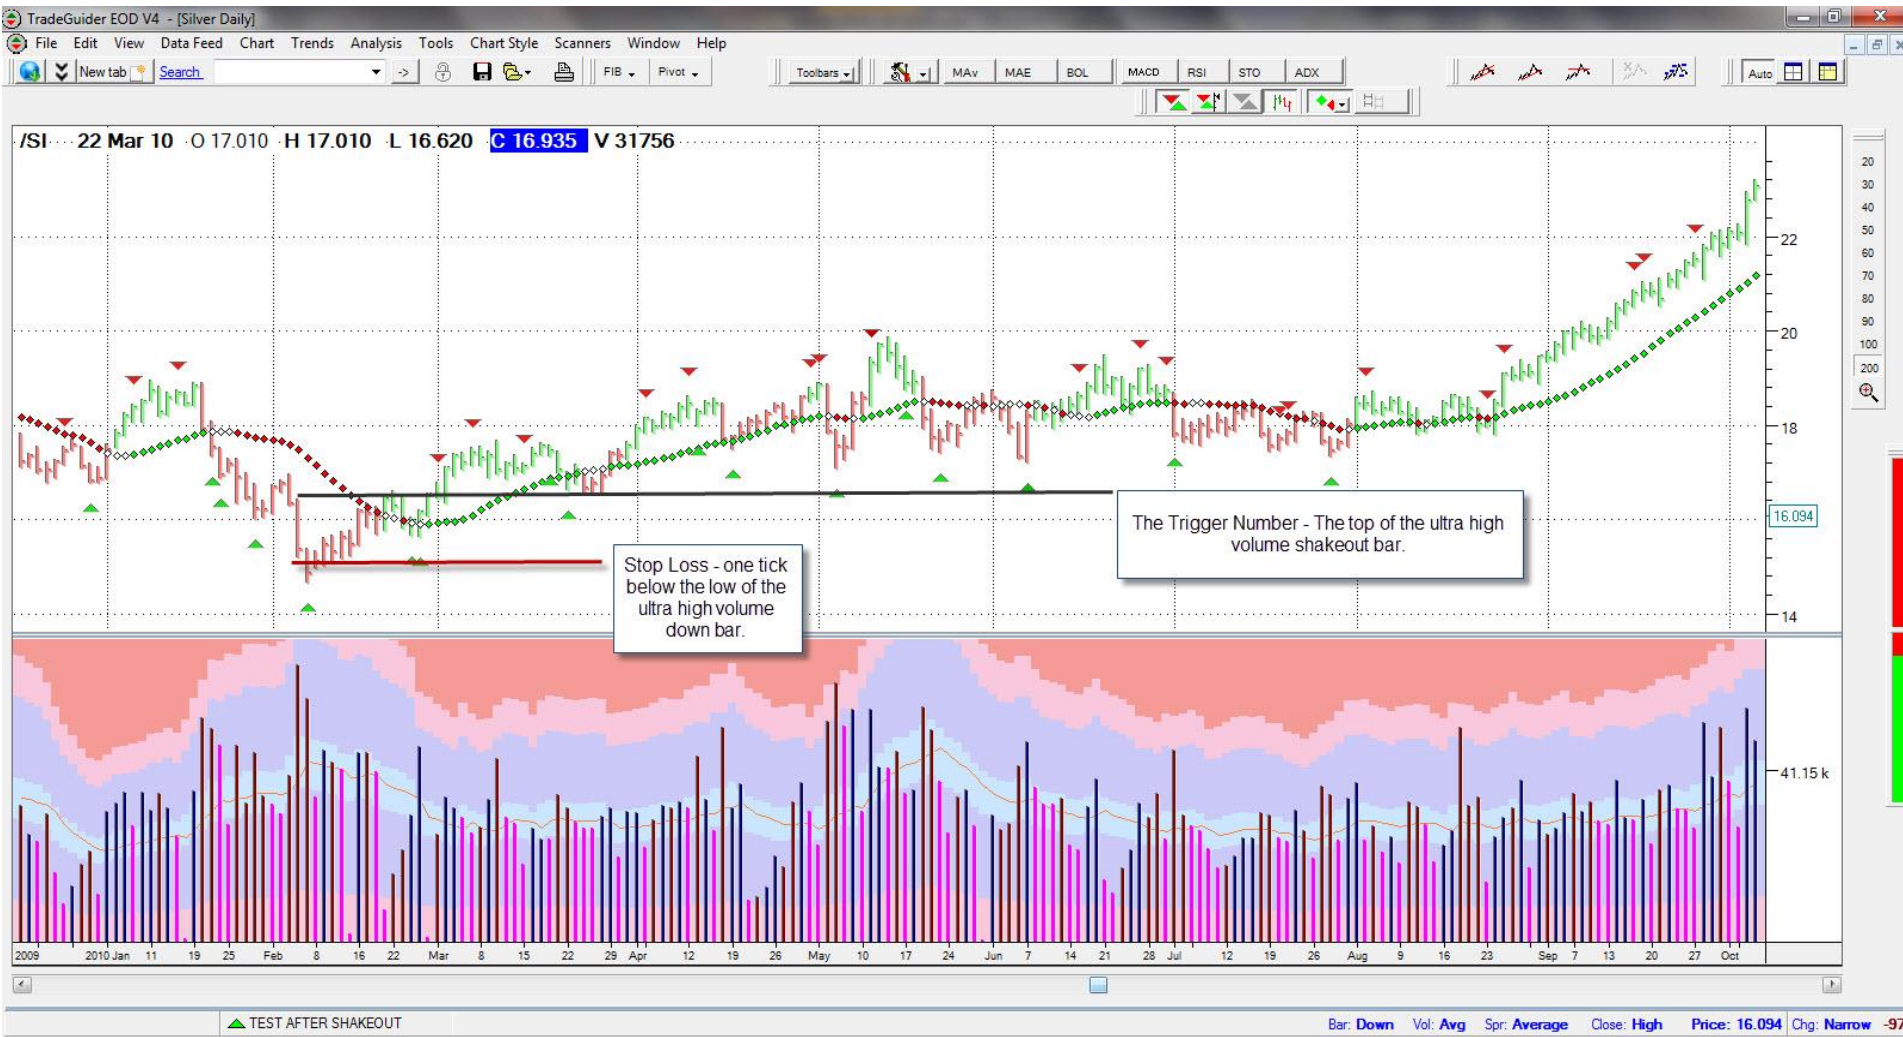 TradeGuider EOD V4 - [Silver Daily]
File Edit View Data Feed Chart Trends Analysis Tools Chart Style Scanners Window Help
New tab Search -> FIB Pivot Toolbars MAv MAE BOL MACD RSI STO ADX Auto
/SI 22 Mar 10 O 17.010 H 17.010 L 16.620 C 16.935 V 31756
20
30
40
50
60
70
80
90
100
200
22
20
18
16.094
14
The Trigger Number - The top of the ultra high
volume shakeout bar.
Stop Loss - one tick
below the low of the
ultra high volume
down bar.
41.15 k
2009 2010 Jan 11 19 25 Feb 8 16 22 Mar 8 15 22 29 Apr 12 19 26 May 10 17 24 Jun 7 14 21 28 Jul 12 19 26 Aug 9 16 23 Sep 7 13 20 27 Oct
TEST AFTER SHAKEOUT
Bar: Down Vol: Avg Spr: Average Close: High Price: 16.094 Chg: Narrow -97